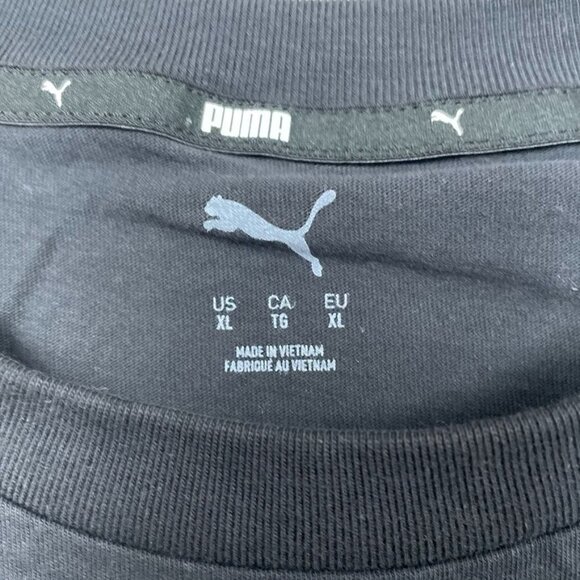 PUMA
US CA EU
XL TG XL
MADE IN VIETNAM
FABRIQUÉ AU VIETNAM